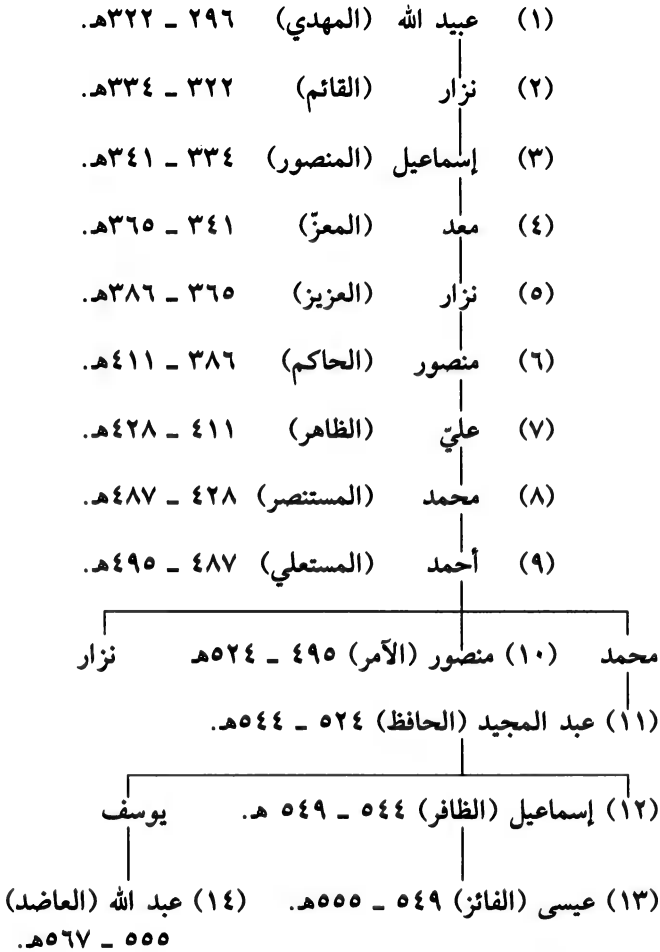 (١) عبيد الله (المهدي) ٢٩٦ ـ ٣٢٢هـ.
(٢) نزار (القائم) ٣٢٢ ـ ٣٣٤هـ.
(٣) إسماعيل (المنصور) ٣٣٤ ـ ٣٤١هـ.
(٤) معد (المعزّ) ٣٤١ ـ ٣٦٥هـ.
(٥) نزار (العزيز) ٣٦٥ ـ ٣٨٦هـ.
(٦) منصور (الحاكم) ٣٨٦ ـ ٤١١هـ.
(٧) عليّ (الظاهر) ٤١١ ـ ٤٢٨هـ.
(٨) محمد (المستنصر) ٤٢٨ ـ ٤٨٧هـ.
(٩) أحمد (المستعلي) ٤٨٧ ـ ٤٩٥هـ.
محمد (١٠) منصور (الآمر) ٤٩٥ ـ ٥٢٤هـ نزار
(١١) عبد المجيد (الحافظ) ٥٢٤ ـ ٥٤٤هـ.
(١٢) إسماعيل (الظافر) ٥٤٤ ـ ٥٤٩ هـ. يوسف
(١٣) عيسى (الفائز) ٥٤٩ ـ ٥٥٥هـ. (١٤) عبد الله (العاضد)
٥٥٥ ـ ٥٦٧هـ.